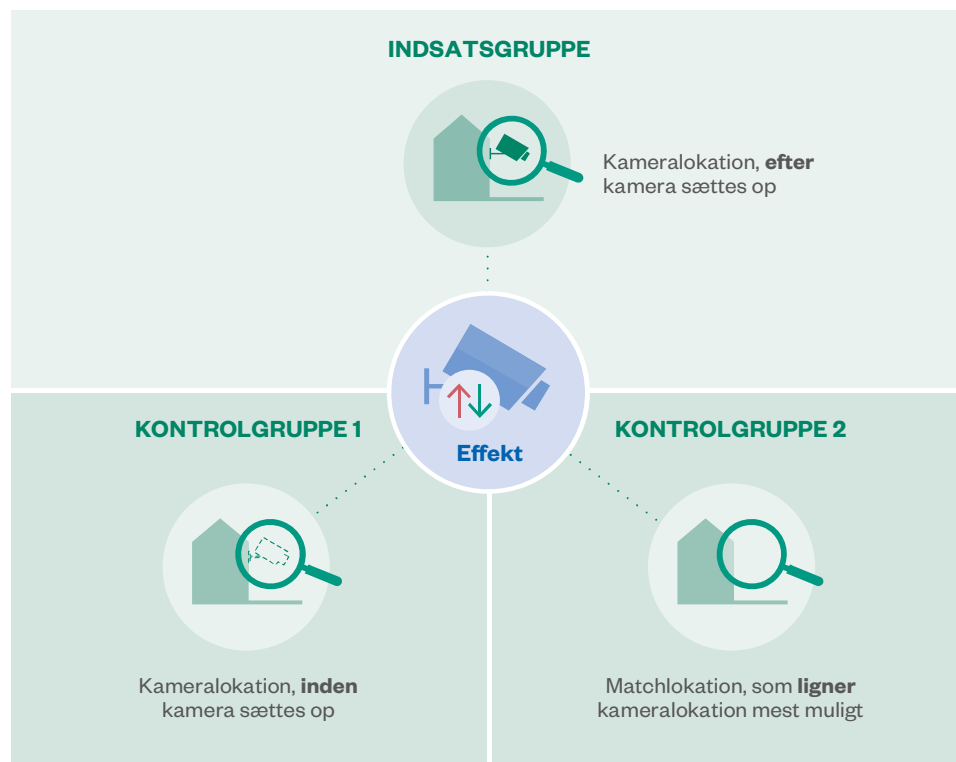 INDSATSGRUPPE
Kameralokation, efter
kamera sættes op
Effekt
KONTROLGRUPPE 1
Kameralokation, inden
kamera sættes op
KONTROLGRUPPE 2
Matchlokation, som ligner
kameralokation mest muligt